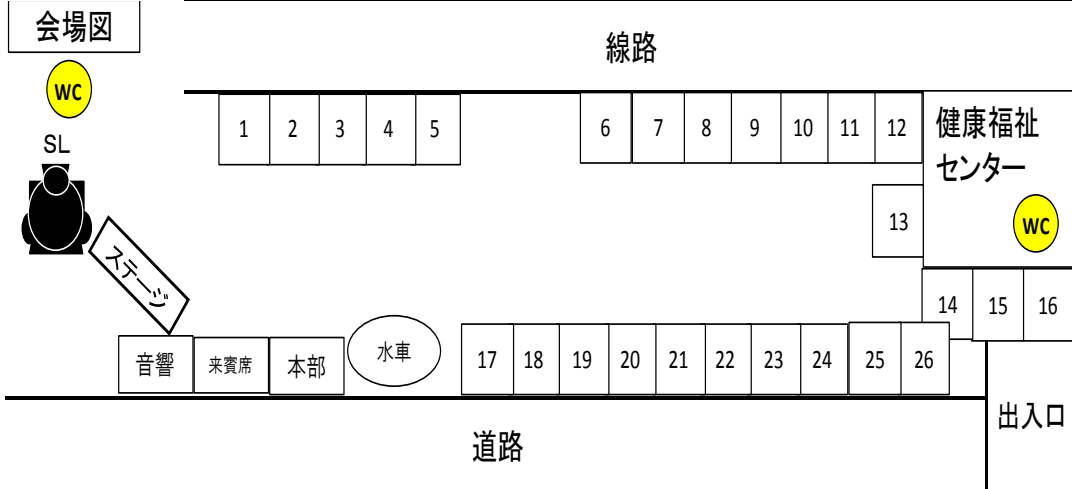 会場図
線路
WC
SL
1 2 3 4 5 6 7 8 9 10 11 12
健康福祉
センター
13
WC
ステージ
14 15 16
音響 来賓席 本部 水車 17 18 19 20 21 22 23 24 25 26
出入口
道路